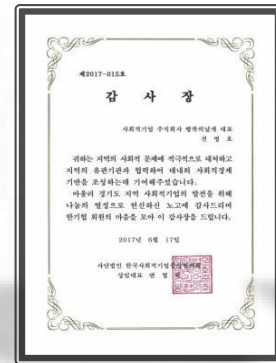 제2017-015호
감 사 장
사회적기업 주식회사 행복의날개 대표
전 명 호
귀하는 지역의 사회적 문제에 적극적으로 대처하고
지역의 유관기관과 협력하여 대내외 사회적경제
기반을 조성하는데 기여해주셨습니다.
아울러 경기도 지역 사회적기업의 발전을 위해
나눔의 열정으로 헌신하신 노고에 감사드리며
한기협 회원의 마음을 모아 이 감사장을 드립니다.
2017년 6월 17일
사단법인 한국사회적기업중앙협의회
상임대표 변 형